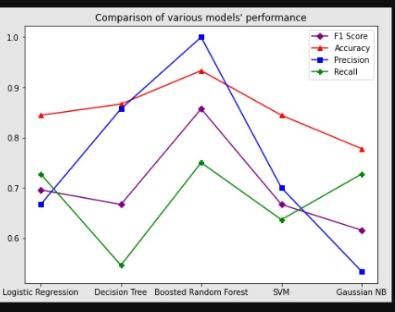 Comparison of various models' performance
F1 Score
Accuracy
Precision
Recall
1.0
0.9
0.8
0.7
0.6
Logistic Regression Decision Tree Boosted Random Forest SVM Gaussian NB